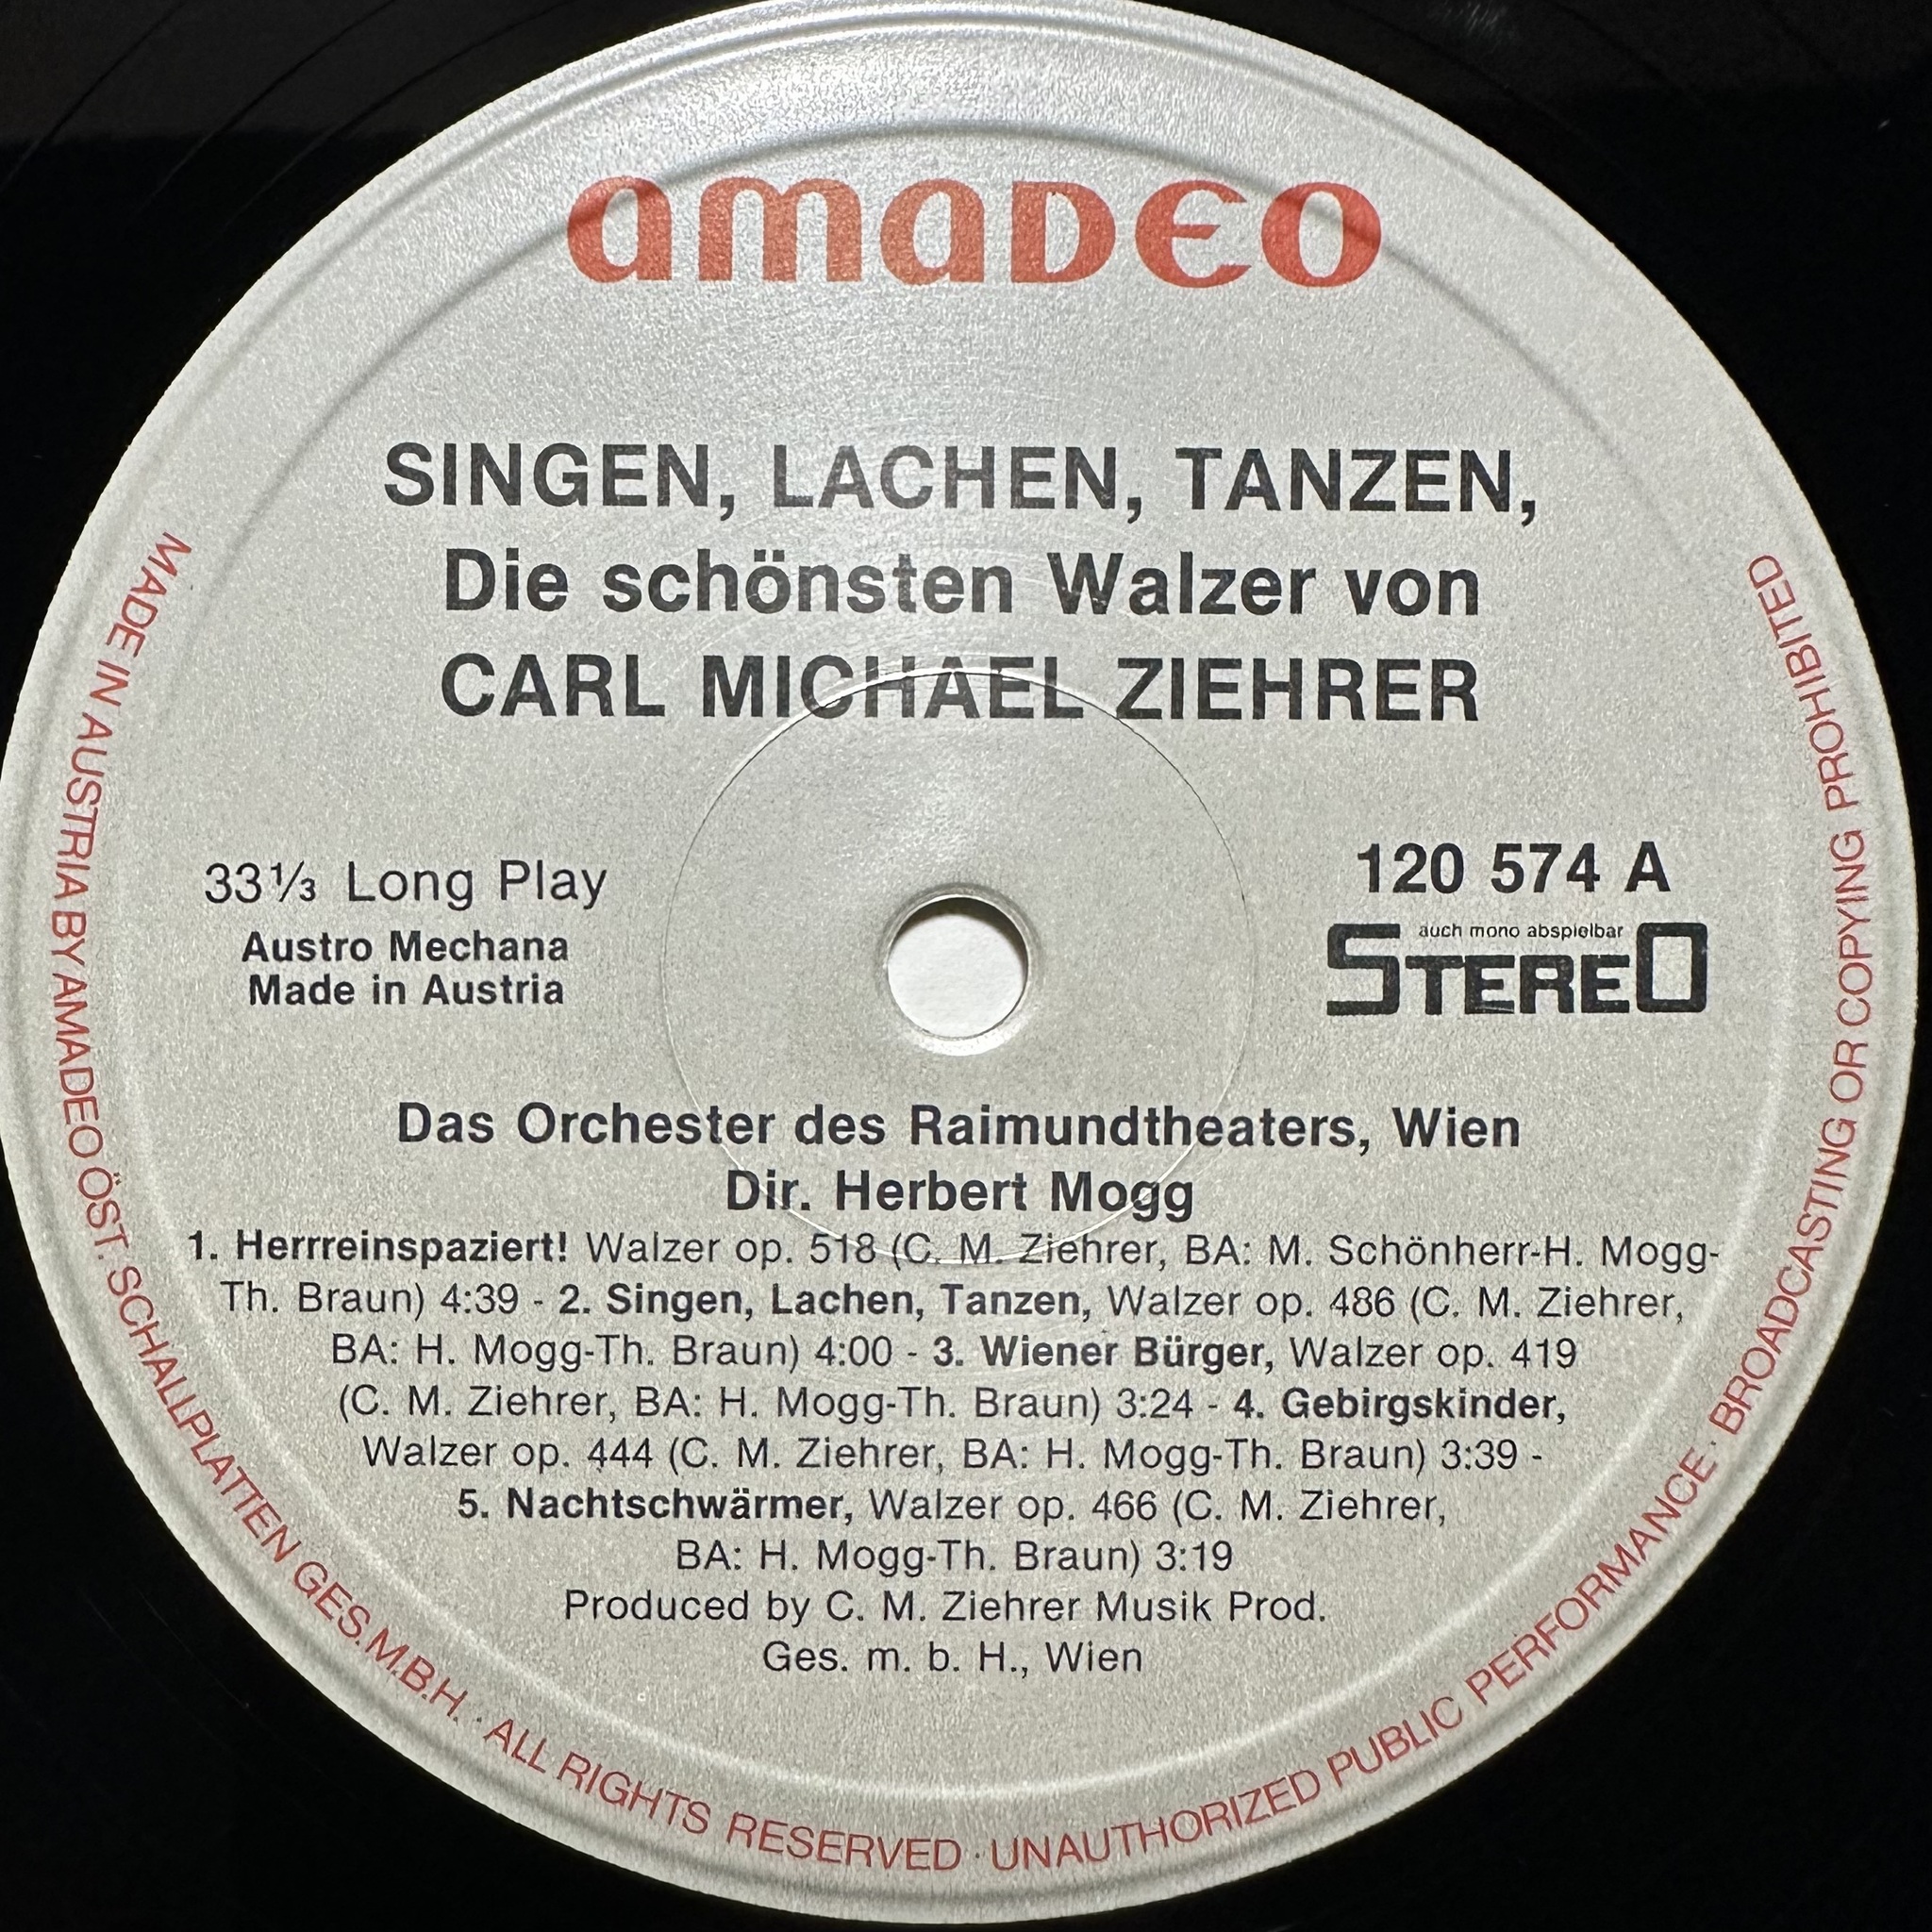 amaDEO
SINGEN, LACHEN, TANZEN,
Die schönsten Walzer von
CARL MICHAEL ZIEHRER
33⅓ Long Play
Austro Mechana
Made in Austria
120 574 A
auch mono abspielbar
STEREO
Das Orchester des Raimundtheaters, Wien
Dir. Herbert Mogg
1. Herrreinspaziert! Walzer op. 518 (C. M. Ziehrer, BA: M. Schönherr-H. Mogg-
Th. Braun) 4:39 - 2. Singen, Lachen, Tanzen, Walzer op. 486 (C. M. Ziehrer,
BA: H. Mogg-Th. Braun) 4:00 - 3. Wiener Bürger, Walzer op. 419
(C. M. Ziehrer, BA: H. Mogg-Th. Braun) 3:24 - 4. Gebirgskinder,
Walzer op. 444 (C. M. Ziehrer, BA: H. Mogg-Th. Braun) 3:39 -
5. Nachtschwärmer, Walzer op. 466 (C. M. Ziehrer,
BA: H. Mogg-Th. Braun) 3:19
Produced by C. M. Ziehrer Musik Prod.
Ges. m. b. H., Wien
MADE IN AUSTRIA BY AMADEO ÖST. SCHALLPLATTEN GES.M.B.H. · ALL RIGHTS RESERVED · UNAUTHORIZED PUBLIC PERFORMANCE · BROADCASTING OR COPYING PROHIBITED